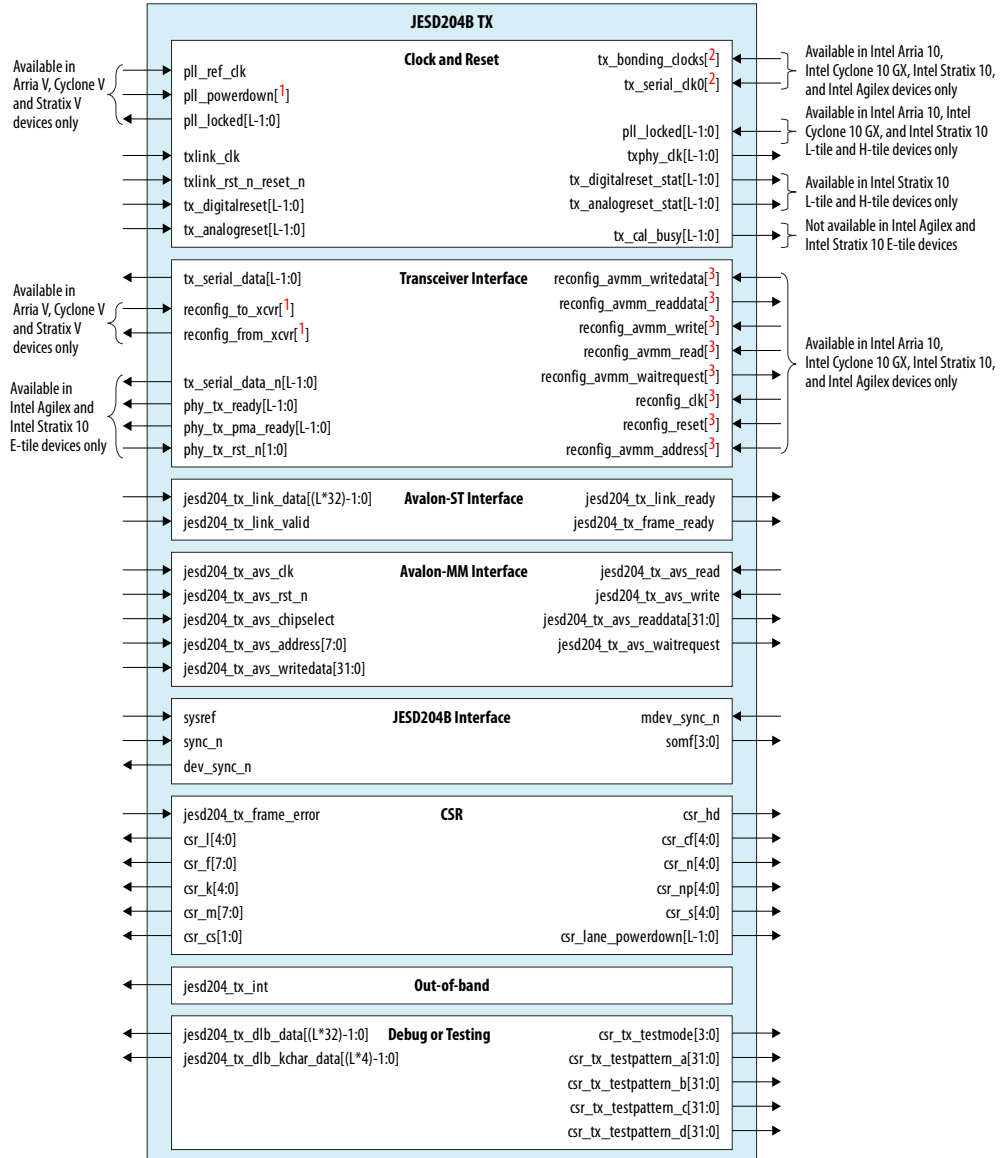 JESD204B TX
Clock and Reset
Available in
Arria V, Cyclone V
and Stratix V
devices only
pll_ref_clk
pll_powerdown[1]
pll_locked[L-1:0]
txlink_clk
txlink_rst_n_reset_n
tx_digitalreset[L-1:0]
tx_analogreset[L-1:0]
tx_bonding_clocks[2]
tx_serial_clk0[2]
Available in Intel Arria 10,
Intel Cyclone 10 GX, Intel Stratix 10,
and Intel Agilex devices only
pll_locked[L-1:0]
Available in Intel Arria 10, Intel
Cyclone 10 GX, and Intel Stratix 10
L-tile and H-tile devices only
txphy_clk[L-1:0]
tx_digitalreset_stat[L-1:0]
tx_analogreset_stat[L-1:0]
Available in Intel Stratix 10
L-tile and H-tile devices only
tx_cal_busy[L-1:0]
Not available in Intel Agilex and
Intel Stratix 10 E-tile devices
Transceiver Interface
tx_serial_data[L-1:0]
Available in
Arria V, Cyclone V
and Stratix V
devices only
reconfig_to_xcvr[1]
reconfig_from_xcvr[1]
Available in
Intel Agilex and
Intel Stratix 10
E-tile devices only
tx_serial_data_n[L-1:0]
phy_tx_ready[L-1:0]
phy_tx_pma_ready[L-1:0]
phy_tx_rst_n[1:0]
reconfig_avmm_writedata[3]
reconfig_avmm_readdata[3]
reconfig_avmm_write[3]
reconfig_avmm_read[3]
reconfig_avmm_waitrequest[3]
reconfig_clk[3]
reconfig_reset[3]
reconfig_avmm_address[3]
Available in Intel Arria 10,
Intel Cyclone 10 GX, Intel Stratix 10,
and Intel Agilex devices only
Avalon-ST Interface
jesd204_tx_link_data[(L*32)-1:0]
jesd204_tx_link_valid
jesd204_tx_link_ready
jesd204_tx_frame_ready
Avalon-MM Interface
jesd204_tx_avs_clk
jesd204_tx_avs_rst_n
jesd204_tx_avs_chipselect
jesd204_tx_avs_address[7:0]
jesd204_tx_avs_writedata[31:0]
jesd204_tx_avs_read
jesd204_tx_avs_write
jesd204_tx_avs_readdata[31:0]
jesd204_tx_avs_waitrequest
JESD204B Interface
sysref
sync_n
dev_sync_n
mdev_sync_n
somf[3:0]
CSR
jesd204_tx_frame_error
csr_l[4:0]
csr_f[7:0]
csr_k[4:0]
csr_m[7:0]
csr_cs[1:0]
csr_hd
csr_cf[4:0]
csr_n[4:0]
csr_np[4:0]
csr_s[4:0]
csr_lane_powerdown[L-1:0]
Out-of-band
jesd204_tx_int
Debug or Testing
jesd204_tx_dlb_data[(L*32)-1:0]
jesd204_tx_dlb_kchar_data[(L*4)-1:0]
csr_tx_testmode[3:0]
csr_tx_testpattern_a[31:0]
csr_tx_testpattern_b[31:0]
csr_tx_testpattern_c[31:0]
csr_tx_testpattern_d[31:0]